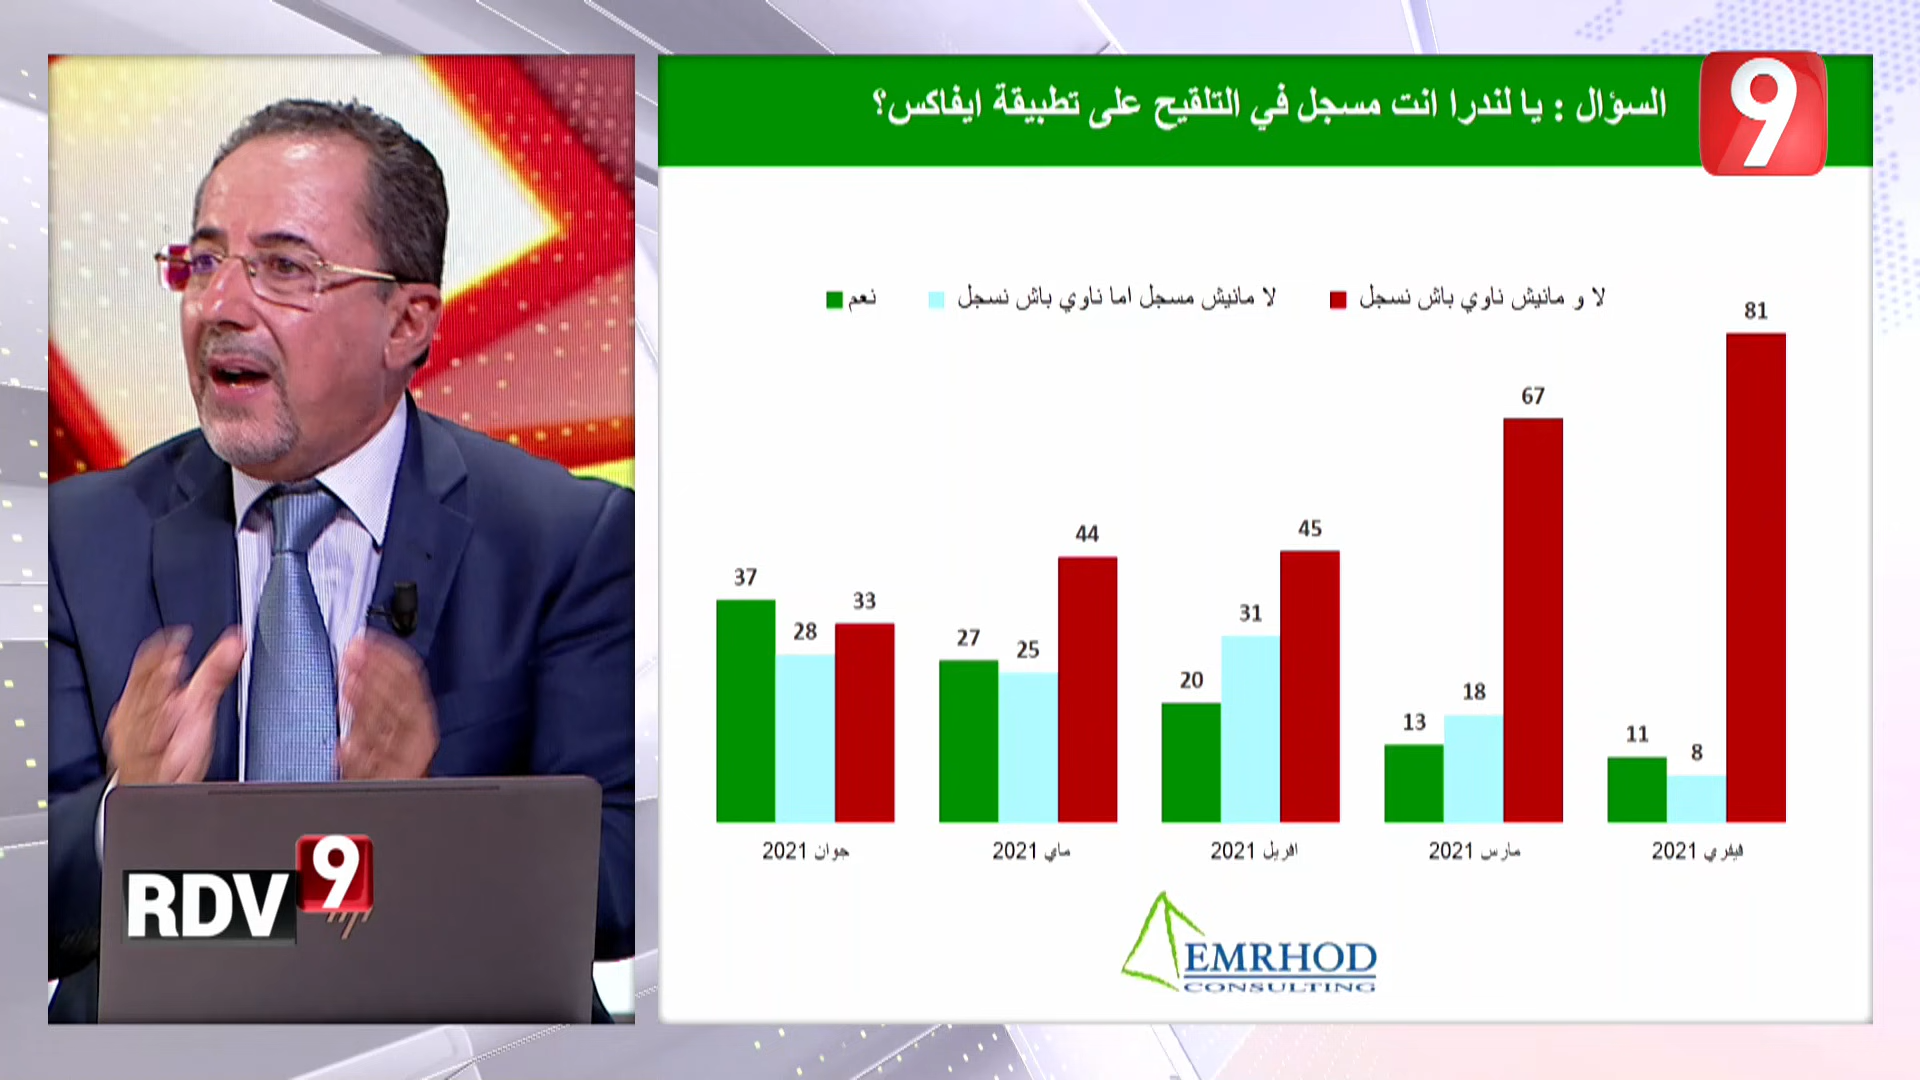 السؤال : يا لندرا انت مسجل في التلقيح على تطبيقة ايفاكس؟
9
لا و مانيش ناوي باش نسجل
لا مانيش مسجل اما ناوي باش نسجل
نعم
37 28 33
27 25 44
20 31 45
13 18 67
11 8 81
جوان 2021
ماي 2021
افريل 2021
مارس 2021
فيفري 2021
EMRHOD
CONSULTING
RDV 9